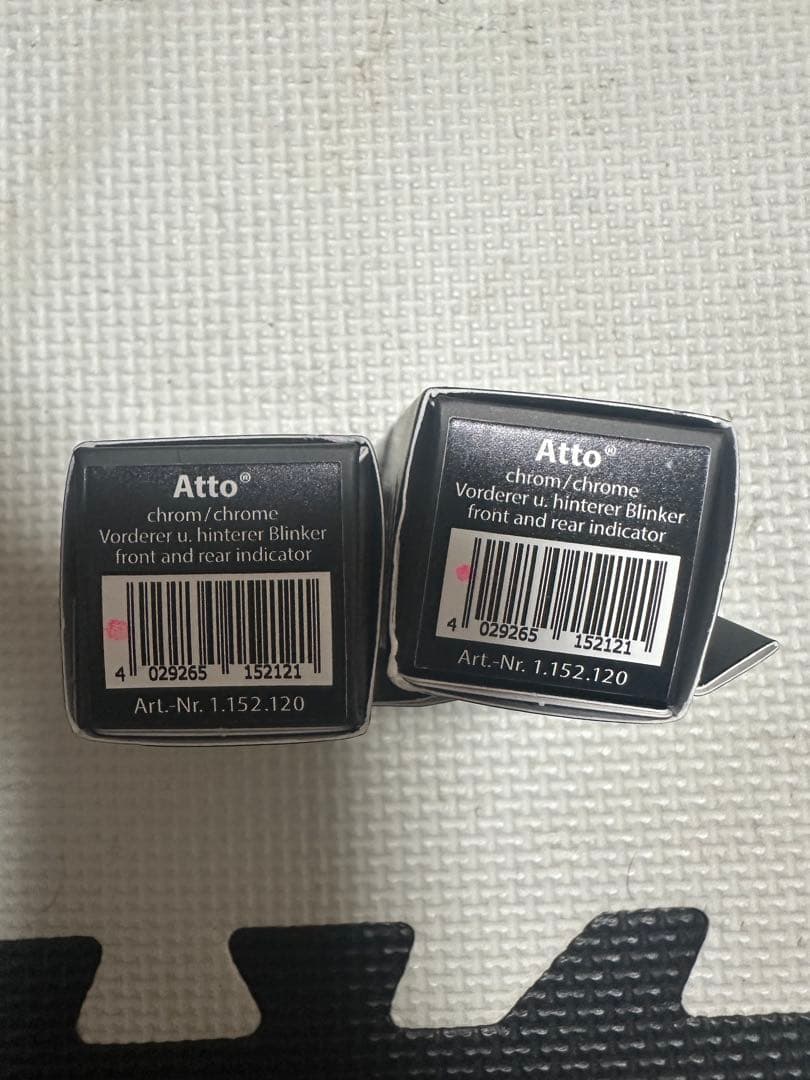 Atto®
chrom/chrome
Vorderer u. hinterer Blinker
front and rear indicator
4 029265 152121
Art.-Nr. 1.152.120
Atto®
chrom/chrome
Vorderer u. hinterer Blinker
front and rear indicator
4 029265 152121
Art.-Nr. 1.152.120